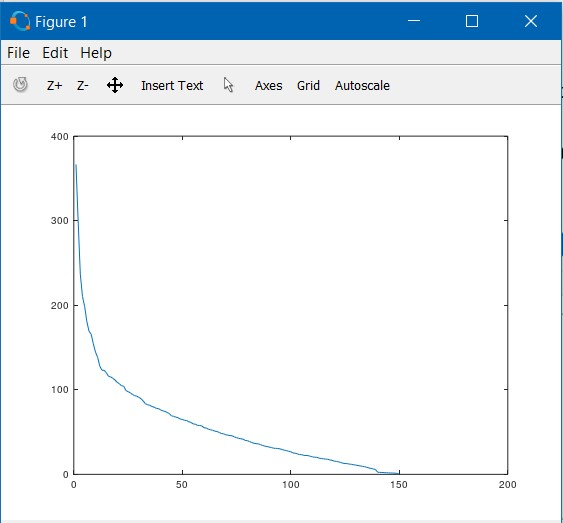 Figure 1
File Edit Help
Z+ Z- Insert Text Axes Grid Autoscale
400
300
200
100
0
0 50 100 150 200